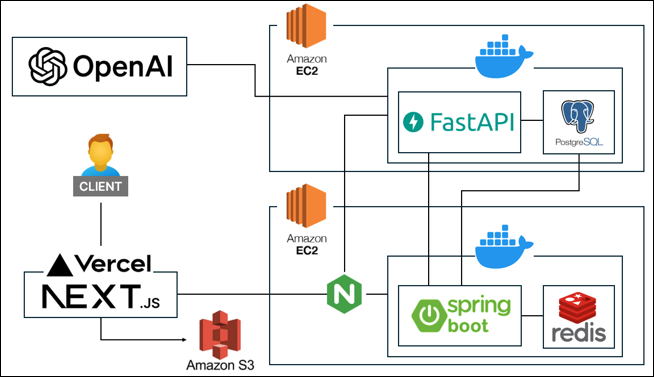 OpenAI
Amazon
EC2
FastAPI
PostgreSQL
CLIENT
Amazon
EC2
Vercel
NEXT.JS
N
spring
boot
redis
Amazon S3